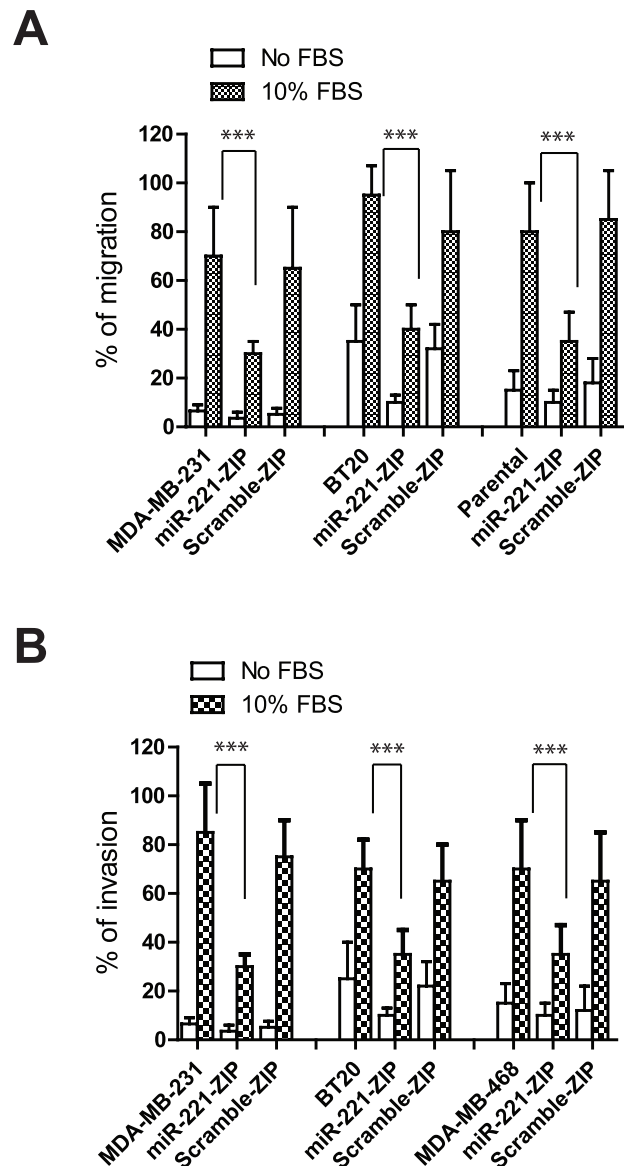 A
No FBS
10% FBS
% of migration
120
100
80
60
40
20
0
***
***
***
MDA-MB-231
miR-221-ZIP
Scramble-ZIP
BT20
miR-221-ZIP
Scramble-ZIP
Parental
miR-221-ZIP
Scramble-ZIP
B
No FBS
10% FBS
% of invasion
120
100
80
60
40
20
0
***
***
***
MDA-MB-231
miR-221-ZIP
Scramble-ZIP
BT20
miR-221-ZIP
Scramble-ZIP
MDA-MB-468
miR-221-ZIP
Scramble-ZIP